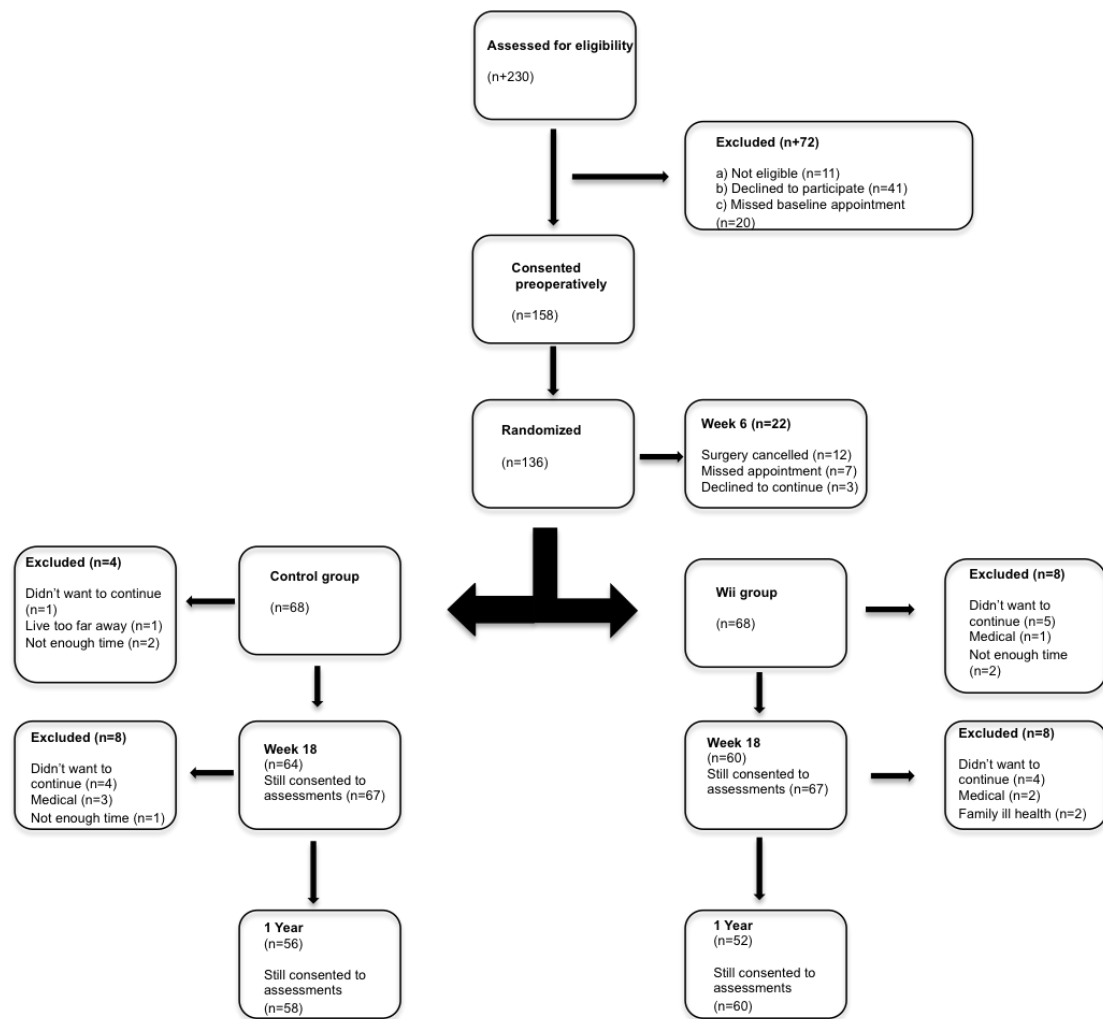 Assessed for eligibility
(n+230)
Excluded (n+72)
a) Not eligible (n=11)
b) Declined to participate (n=41)
c) Missed baseline appointment
(n=20)
Consented
preoperatively
(n=158)
Randomized
(n=136)
Week 6 (n=22)
Surgery cancelled (n=12)
Missed appointment (n=7)
Declined to continue (n=3)
Excluded (n=4)
Didn't want to continue
(n=1)
Live too far away (n=1)
Not enough time (n=2)
Control group
(n=68)
Wii group
(n=68)
Excluded (n=8)
Didn't want to
continue (n=5)
Medical (n=1)
Not enough time
(n=2)
Excluded (n=8)
Didn't want to
continue (n=4)
Medical (n=3)
Not enough time (n=1)
Week 18
(n=64)
Still consented to
assessments (n=67)
Week 18
(n=60)
Still consented to
assessments (n=67)
Excluded (n=8)
Didn't want to
continue (n=4)
Medical (n=2)
Family ill health (n=2)
1 Year
(n=56)
Still consented to
assessments
(n=58)
1 Year
(n=52)
Still consented to
assessments
(n=60)